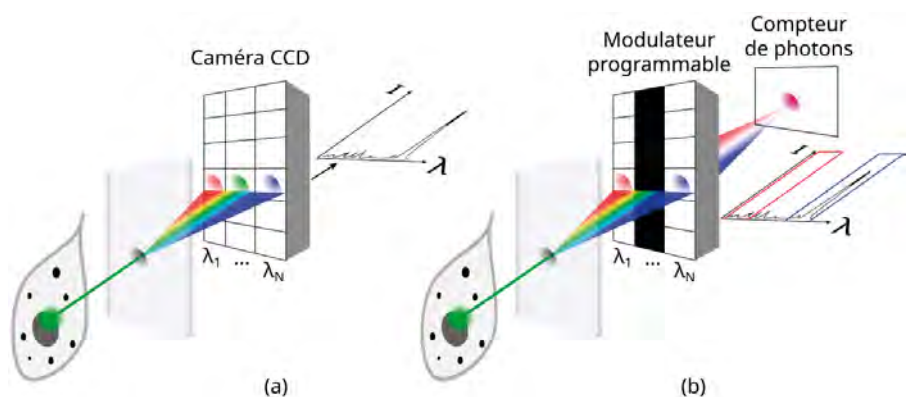 Caméra CCD
I
λ
λ1 ... λN
(a)
Modulateur
programmable
Compteur
de photons
I
λ
λ1 ... λN
(b)